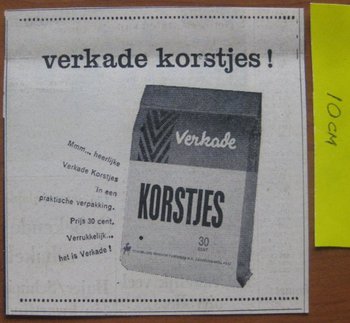 verkade korstjes!
Mmm... heerlijke
Verkade Korstjes
in een
praktische verpakking.
Prijs 30 cent.
Verrukkelijk...
het is Verkade!
Verkade
KORSTJES
30
CENT
10 CM